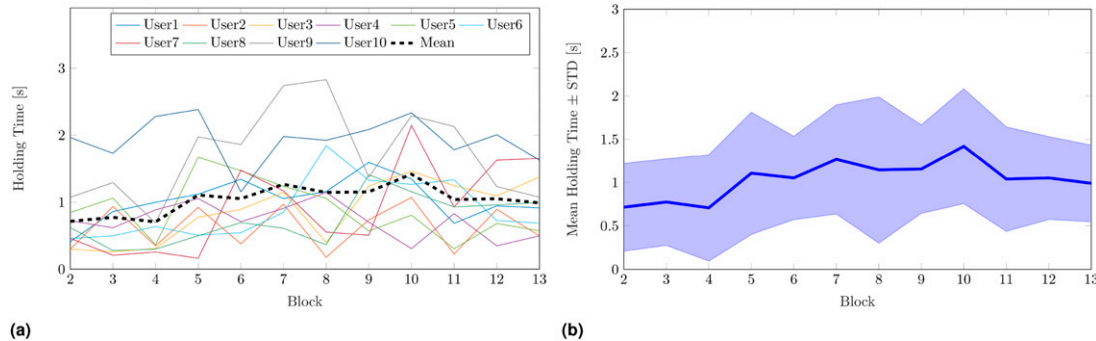 User1 User2 User3 User4 User5 User6
User7 User8 User9 User10 Mean
Holding Time [s]
3
2
1
0
2 3 4 5 6 7 8 9 10 11 12 13
Block
(a)
Mean Holding Time ± STD [s]
3
2.5
2
1.5
1
0.5
0
2 3 4 5 6 7 8 9 10 11 12 13
Block
(b)